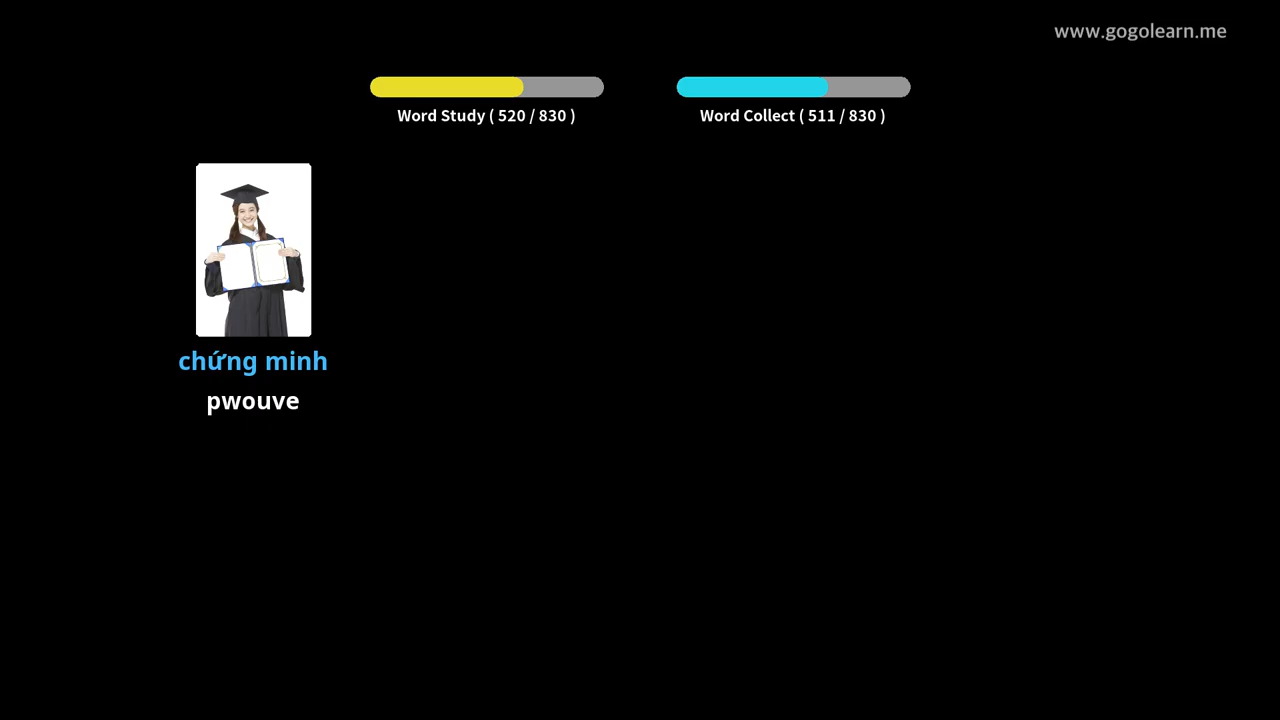 www.gogolearn.me
Word Study ( 520 / 830 )
Word Collect ( 511 / 830 )
chứng minh
pwouve